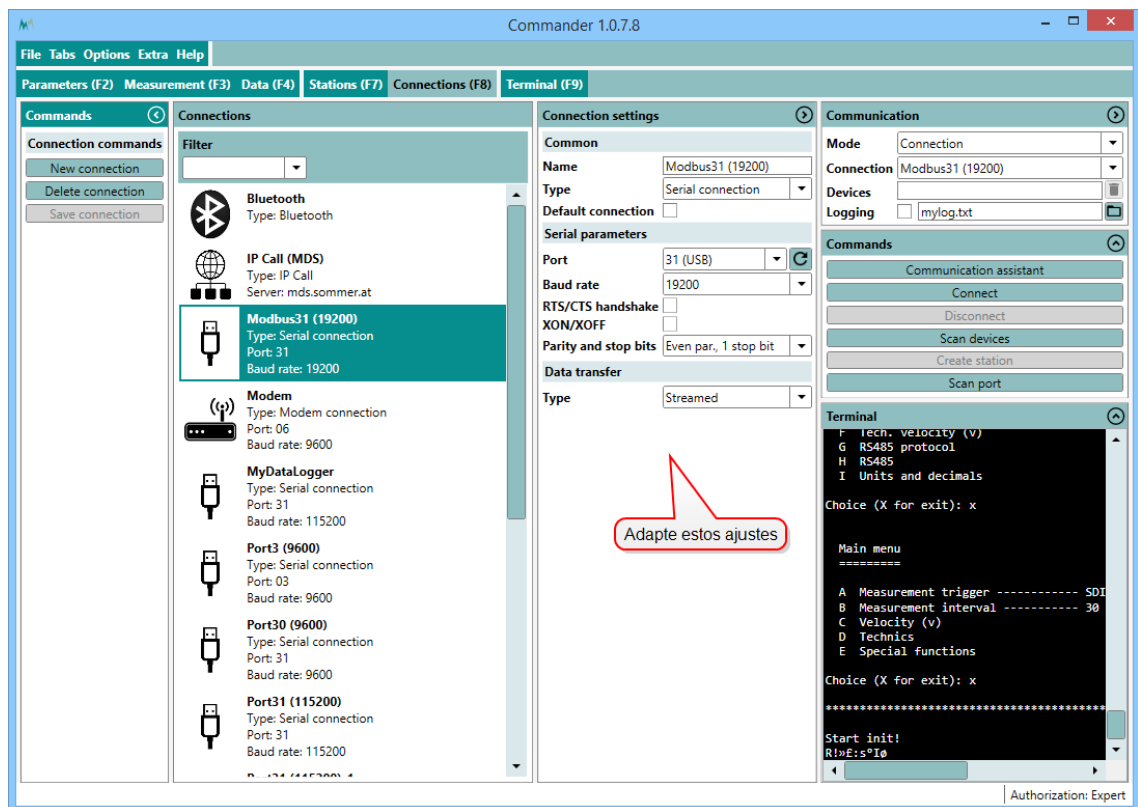 Commander 1.0.7.8
File Tabs Options Extra Help
Parameters (F2) Measurement (F3) Data (F4) Stations (F7) Connections (F8) Terminal (F9)
Commands
Connection commands
New connection
Delete connection
Save connection
Connections
Filter
Bluetooth
Type: Bluetooth
IP Call (MDS)
Type: IP Call
Server: mds.sommer.at
Modbus31 (19200)
Type: Serial connection
Port: 31
Baud rate: 19200
Modem
Type: Modem connection
Port: 06
Baud rate: 9600
MyDataLogger
Type: Serial connection
Port: 31
Baud rate: 115200
Port3 (9600)
Type: Serial connection
Port: 03
Baud rate: 9600
Port30 (9600)
Type: Serial connection
Port: 31
Baud rate: 9600
Port31 (115200)
Type: Serial connection
Port: 31
Baud rate: 115200
Connection settings
Common
Name Modbus31 (19200)
Type Serial connection
Default connection
Serial parameters
Port 31 (USB)
Baud rate 19200
RTS/CTS handshake
XON/XOFF
Parity and stop bits Even par., 1 stop bit
Data transfer
Type Streamed
Adapte estos ajustes
Communication
Mode Connection
Connection Modbus31 (19200)
Devices
Logging mylog.txt
Commands
Communication assistant
Connect
Disconnect
Scan devices
Create station
Scan port
Terminal
F Tech. velocity (v)
G RS485 protocol
H RS485
I Units and decimals
Choice (X for exit): x
Main menu
=========
A Measurement trigger ------------ SDI
B Measurement interval ----------- 30
C Velocity (v)
D Technics
E Special functions
Choice (X for exit): x
*****************************************
Start init!
R!»£:s°Iø
Authorization: Expert